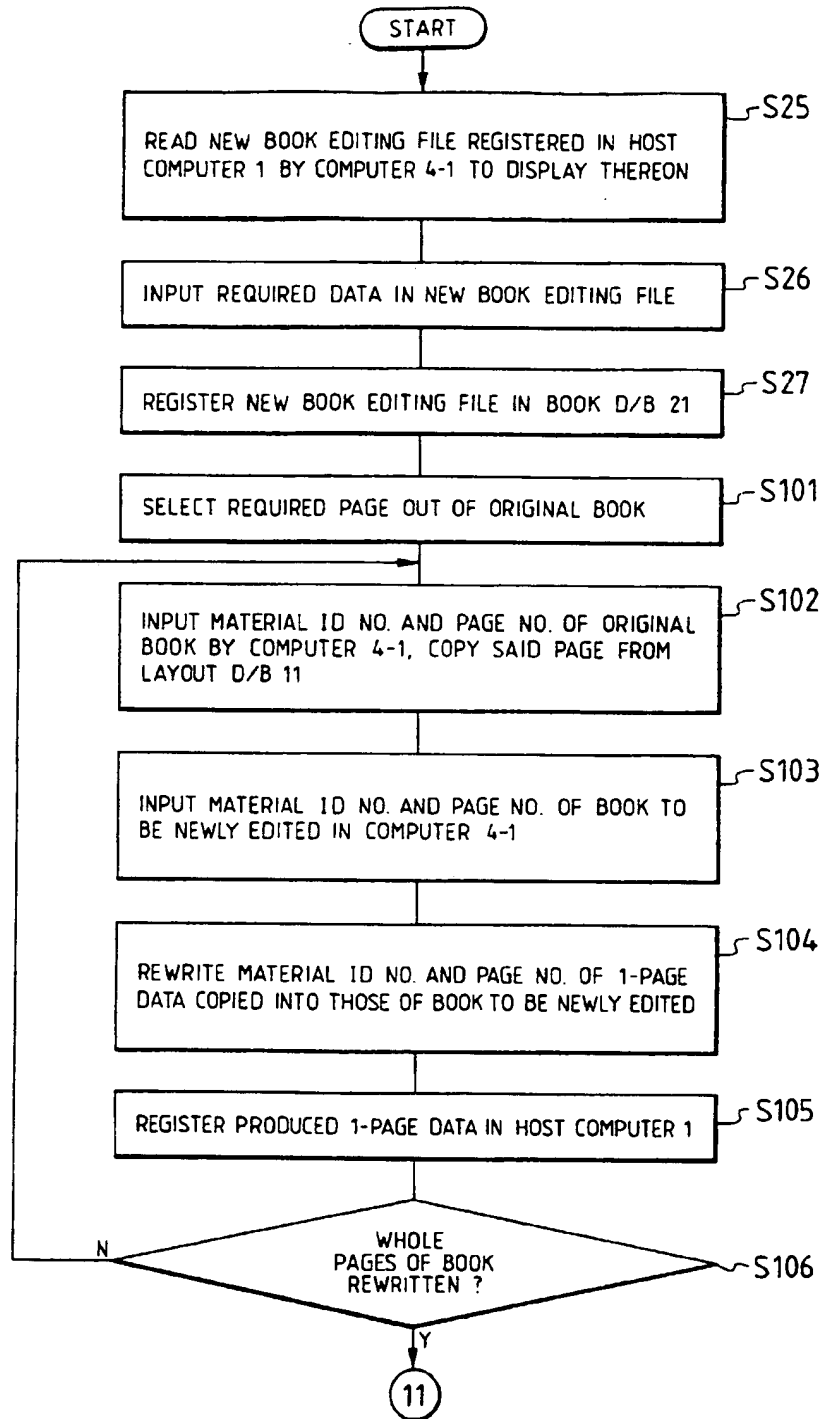 START
S25
READ NEW BOOK EDITING FILE REGISTERED IN HOST
COMPUTER 1 BY COMPUTER 4-1 TO DISPLAY THEREON
S26
INPUT REQUIRED DATA IN NEW BOOK EDITING FILE
S27
REGISTER NEW BOOK EDITING FILE IN BOOK D/B 21
S101
SELECT REQUIRED PAGE OUT OF ORIGINAL BOOK
S102
INPUT MATERIAL ID NO. AND PAGE NO. OF ORIGINAL
BOOK BY COMPUTER 4-1, COPY SAID PAGE FROM
LAYOUT D/B 11
S103
INPUT MATERIAL ID NO. AND PAGE NO. OF BOOK TO
BE NEWLY EDITED IN COMPUTER 4-1
S104
REWRITE MATERIAL ID NO. AND PAGE NO. OF 1-PAGE
DATA COPIED INTO THOSE OF BOOK TO BE NEWLY EDITED
S105
REGISTER PRODUCED 1-PAGE DATA IN HOST COMPUTER 1
N
WHOLE
PAGES OF BOOK
REWRITTEN ?
S106
Y
11